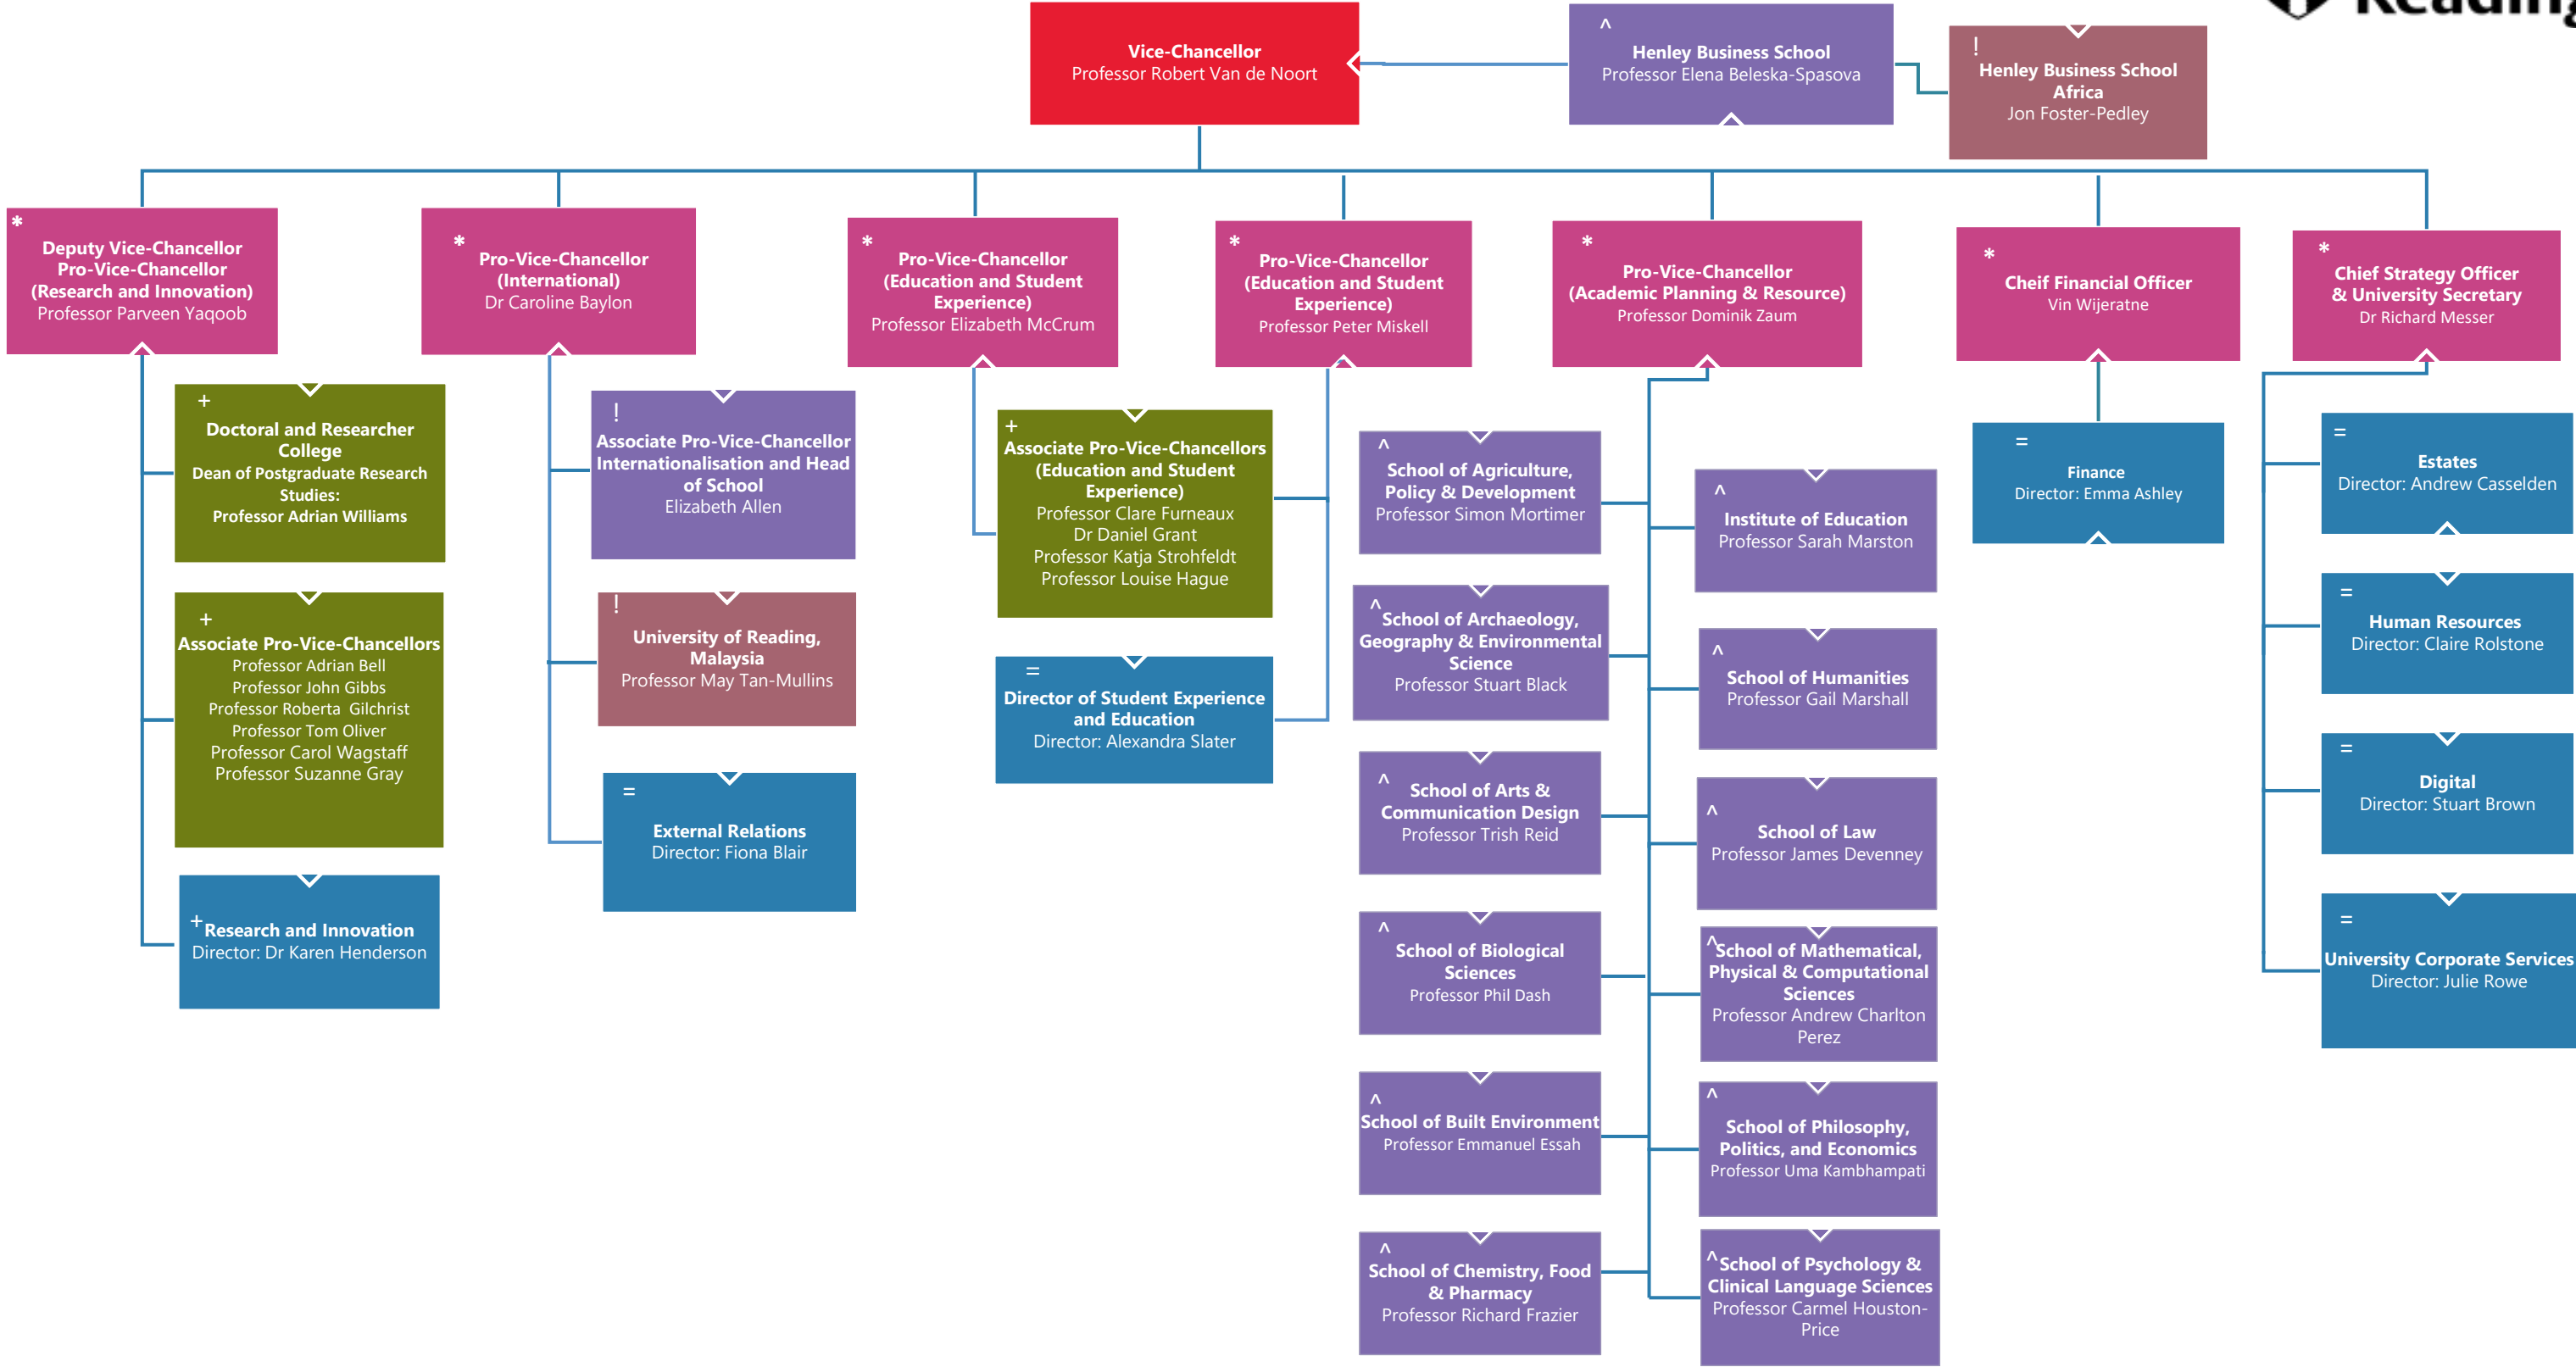 Reading
Vice-Chancellor
Professor Robert Van de Noort
^
Henley Business School
Professor Elena Beleska-Spasova
!
Henley Business School
Africa
Jon Foster-Pedley
*
Deputy Vice-Chancellor
Pro-Vice-Chancellor
(Research and Innovation)
Professor Parveen Yaqoob
*
Pro-Vice-Chancellor
(International)
Dr Caroline Baylon
*
Pro-Vice-Chancellor
(Education and Student
Experience)
Professor Elizabeth McCrum
*
Pro-Vice-Chancellor
(Education and Student
Experience)
Professor Peter Miskell
*
Pro-Vice-Chancellor
(Academic Planning & Resource)
Professor Dominik Zaum
*
Cheif Financial Officer
Vin Wijeratne
*
Chief Strategy Officer
& University Secretary
Dr Richard Messer
+
Doctoral and Researcher
College
Dean of Postgraduate Research
Studies:
Professor Adrian Williams
+
Associate Pro-Vice-Chancellors
Professor Adrian Bell
Professor John Gibbs
Professor Roberta  Gilchrist
Professor Tom Oliver
Professor Carol Wagstaff
Professor Suzanne Gray
+
Research and Innovation
Director: Dr Karen Henderson
!
Associate Pro-Vice-Chancellor
Internationalisation and Head
of School
Elizabeth Allen
!
University of Reading,
Malaysia
Professor May Tan-Mullins
=
External Relations
Director: Fiona Blair
+
Associate Pro-Vice-Chancellors
(Education and Student
Experience)
Professor Clare Furneaux
Dr Daniel Grant
Professor Katja Strohfeldt
Professor Louise Hague
=
Director of Student Experience
and Education
Director: Alexandra Slater
^
School of Agriculture,
Policy & Development
Professor Simon Mortimer
^
School of Archaeology,
Geography & Environmental
Science
Professor Stuart Black
^
School of Arts &
Communication Design
Professor Trish Reid
^
School of Biological
Sciences
Professor Phil Dash
^
School of Built Environment
Professor Emmanuel Essah
^
School of Chemistry, Food
& Pharmacy
Professor Richard Frazier
^
Institute of Education
Professor Sarah Marston
^
School of Humanities
Professor Gail Marshall
^
School of Law
Professor James Devenney
^
School of Mathematical,
Physical & Computational
Sciences
Professor Andrew Charlton
Perez
^
School of Philosophy,
Politics, and Economics
Professor Uma Kambhampati
^
School of Psychology &
Clinical Language Sciences
Professor Carmel Houston-
Price
=
Finance
Director: Emma Ashley
=
Estates
Director: Andrew Casselden
=
Human Resources
Director: Claire Rolstone
=
Digital
Director: Stuart Brown
=
University Corporate Services
Director: Julie Rowe